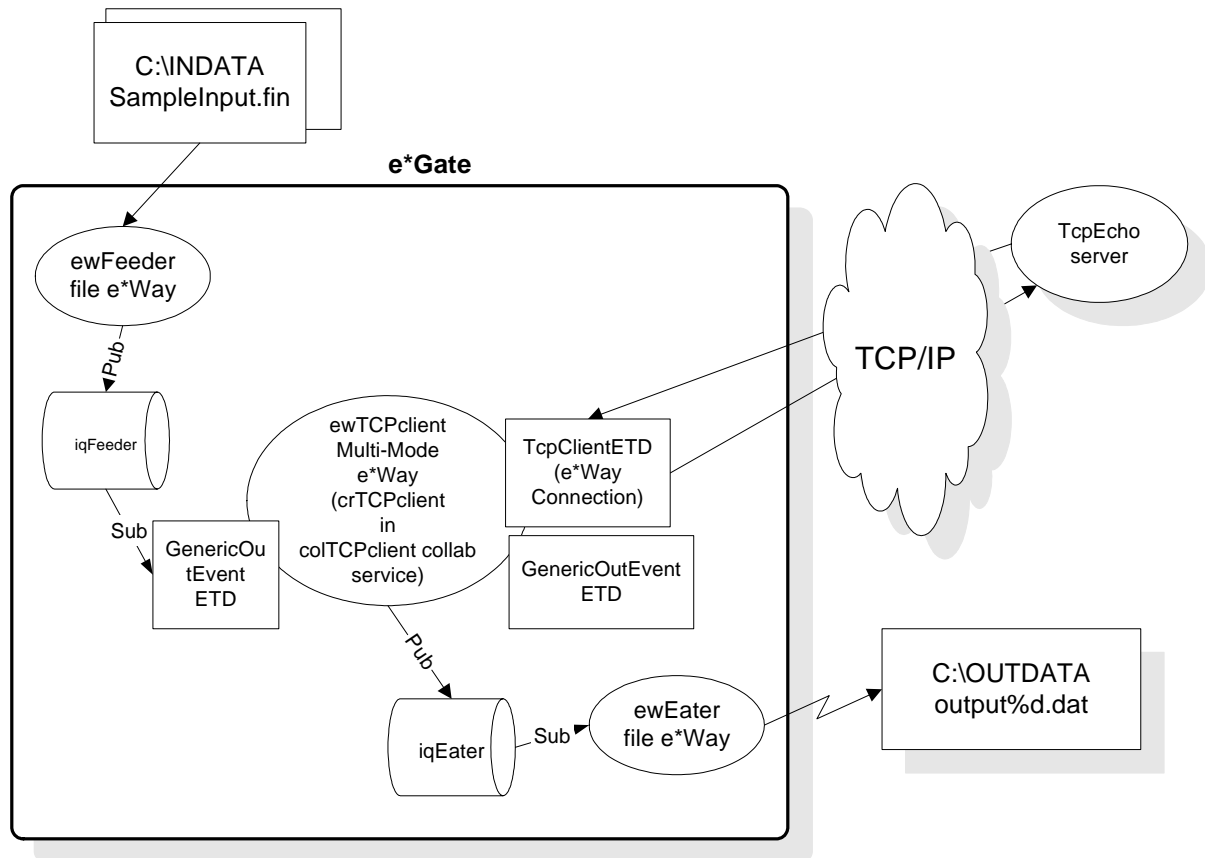 C:\INDATA
SampleInput.fin
e*Gate
ewFeeder
file e*Way
Pub
iqFeeder
Sub
GenericOu
tEvent
ETD
ewTCPclient
Multi-Mode
e*Way
(crTCPclient
in
colTCPclient collab
service)
TcpClientETD
(e*Way
Connection)
GenericOutEvent
ETD
TCP/IP
TcpEcho
server
Pub
iqEater
Sub
ewEater
file e*Way
C:\OUTDATA
output%d.dat